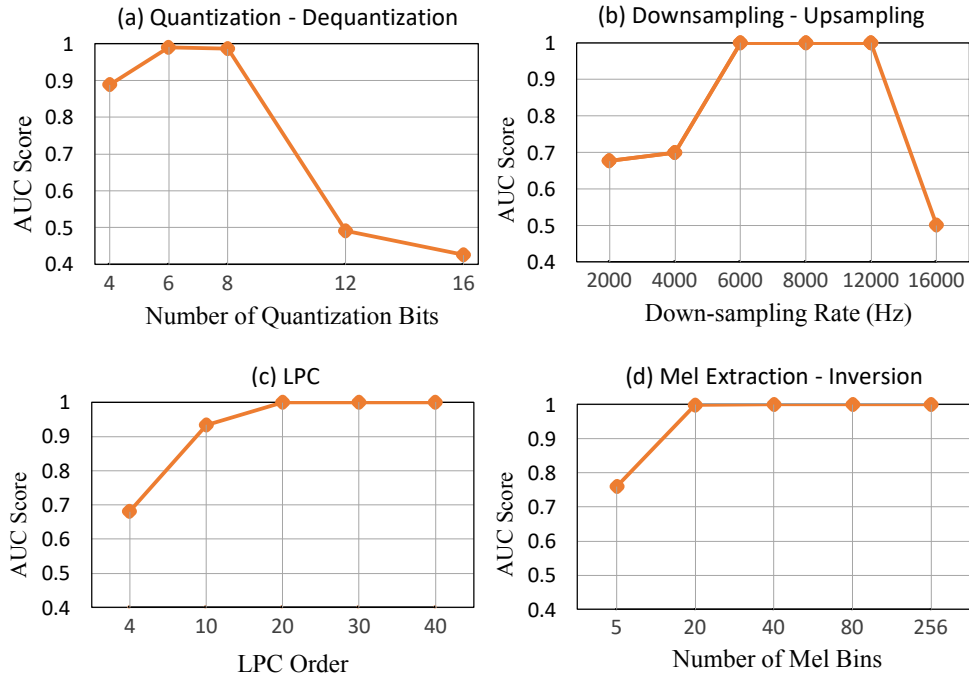 (a) Quantization - Dequantization
AUC Score
1
0.9
0.8
0.7
0.6
0.5
0.4
4 6 8 12 16
Number of Quantization Bits
(b) Downsampling - Upsampling
AUC Score
1
0.9
0.8
0.7
0.6
0.5
0.4
2000 4000 6000 8000 12000 16000
Down-sampling Rate (Hz)
(c) LPC
AUC Score
1
0.9
0.8
0.7
0.6
0.5
0.4
4 10 20 30 40
LPC Order
(d) Mel Extraction - Inversion
AUC Score
1
0.9
0.8
0.7
0.6
0.5
0.4
5 20 40 80 256
Number of Mel Bins